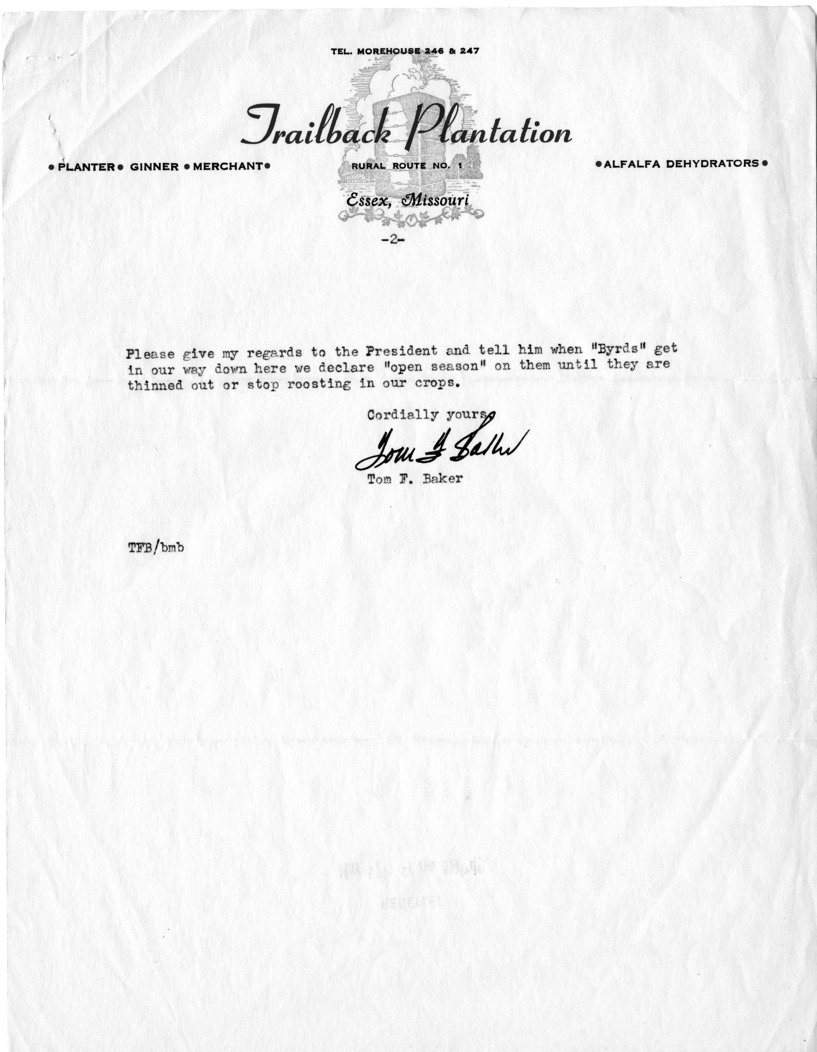 TEL. MOREHOUSE 246 & 247
Trailback Plantation
• PLANTER • GINNER • MERCHANT •
RURAL ROUTE NO. 1
• ALFALFA DEHYDRATORS •
Essex, Missouri
-2-
Please give my regards to the President and tell him when "Byrds" get
in our way down here we declare "open season" on them until they are
thinned out or stop roosting in our crops.
Cordially yours,
Tom F Baker
Tom F. Baker
TFB/bmb